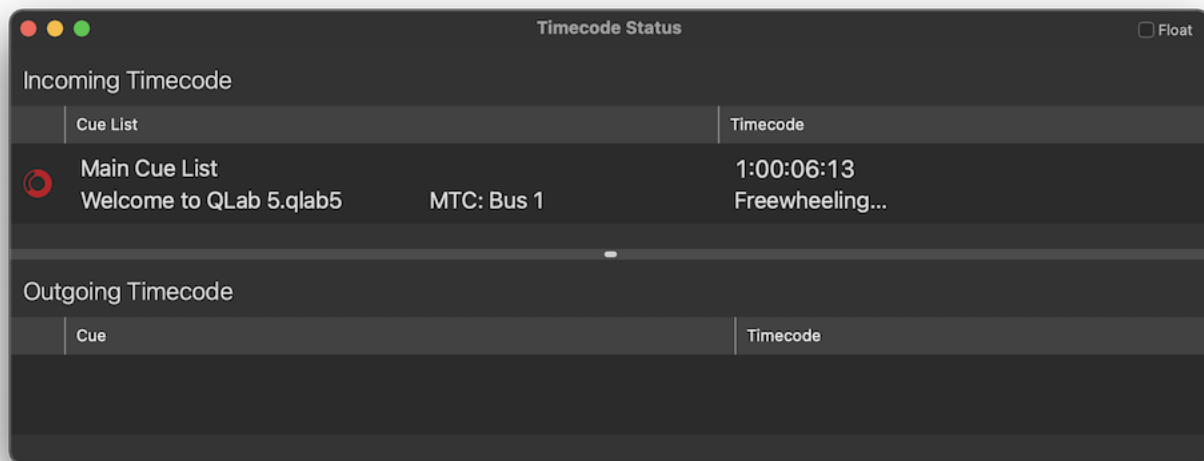 Timecode Status
Float
Incoming Timecode
Cue List Timecode
Main Cue List 1:00:06:13
Welcome to QLab 5.qlab5 MTC: Bus 1 Freewheeling...
Outgoing Timecode
Cue Timecode